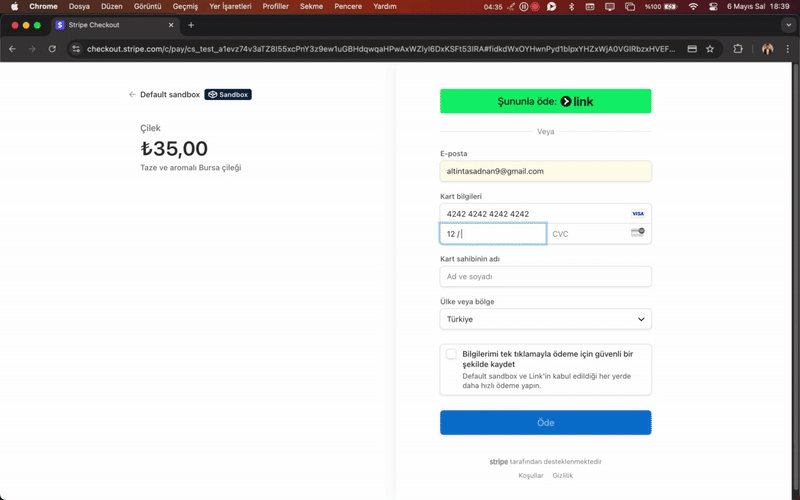 Chrome Dosya Düzen Görüntü Geçmiş Yer İşaretleri Profiller Sekme Pencere Yardım 04:35 %100 6 Mayıs Sal 18:39
Stripe Checkout
checkout.stripe.com/c/pay/cs_test_a1evz74v3aTZ8I55xcPnY3z9ew1uGBHdqwqaHPwAxWZlyl6DxKSFt53IRA#fidkdWxOYHwnPyd1blpxYHZxWjA0VGlRbzxHVEF...
Default sandbox Sandbox
Çilek
₺35,00
Taze ve aromalı Bursa çileği
Şununla öde: link
Veya
E-posta
altintasadnan9@gmail.com
Kart bilgileri
4242 4242 4242 4242 VISA
12 / CVC
Kart sahibinin adı
Ad ve soyadı
Ülke veya bölge
Türkiye
Bilgilerimi tek tıklamayla ödeme için güvenli bir
şekilde kaydet
Default sandbox ve Link'in kabul edildiği her yerde
daha hızlı ödeme yapın.
Öde
stripe tarafından desteklenmektedir
Koşullar Gizlilik